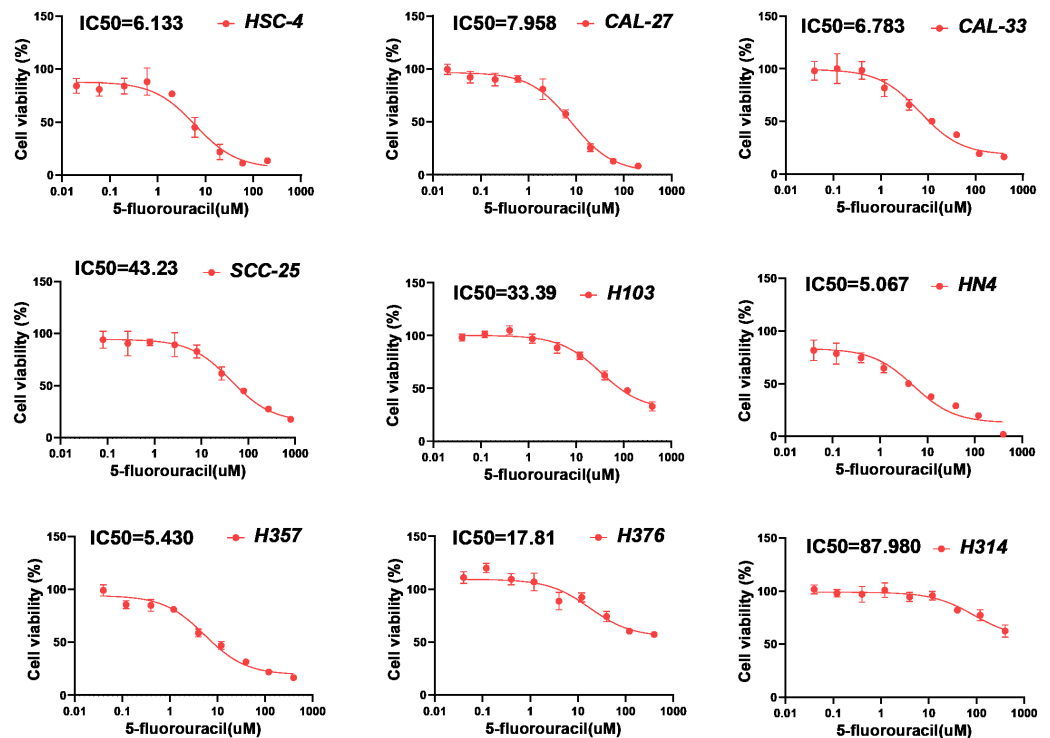 IC50=6.133 HSC-4
Cell viability (%)
150
100
50
0
0.01 0.1 1 10 100 1000
5-fluorouracil(uM)
IC50=7.958 CAL-27
Cell viability (%)
150
100
50
0
0.01 0.1 1 10 100 1000
5-fluorouracil(uM)
IC50=6.783 CAL-33
Cell viability (%)
150
100
50
0
0.01 0.1 1 10 100 1000
5-fluorouracil(uM)
IC50=43.23 SCC-25
Cell viability (%)
150
100
50
0
0.01 0.1 1 10 100 1000
5-fluorouracil(uM)
IC50=33.39 H103
Cell viability (%)
150
100
50
0
0.01 0.1 1 10 100 1000
5-fluorouracil(uM)
IC50=5.067 HN4
Cell viability (%)
150
100
50
0
0.01 0.1 1 10 100 1000
5-fluorouracil(uM)
IC50=5.430 H357
Cell viability (%)
150
100
50
0
0.01 0.1 1 10 100 1000
5-fluorouracil(uM)
IC50=17.81 H376
Cell viability (%)
150
100
50
0
0.01 0.1 1 10 100 1000
5-fluorouracil(uM)
IC50=87.980 H314
Cell viability (%)
150
100
50
0
0.01 0.1 1 10 100 1000
5-fluorouracil(uM)